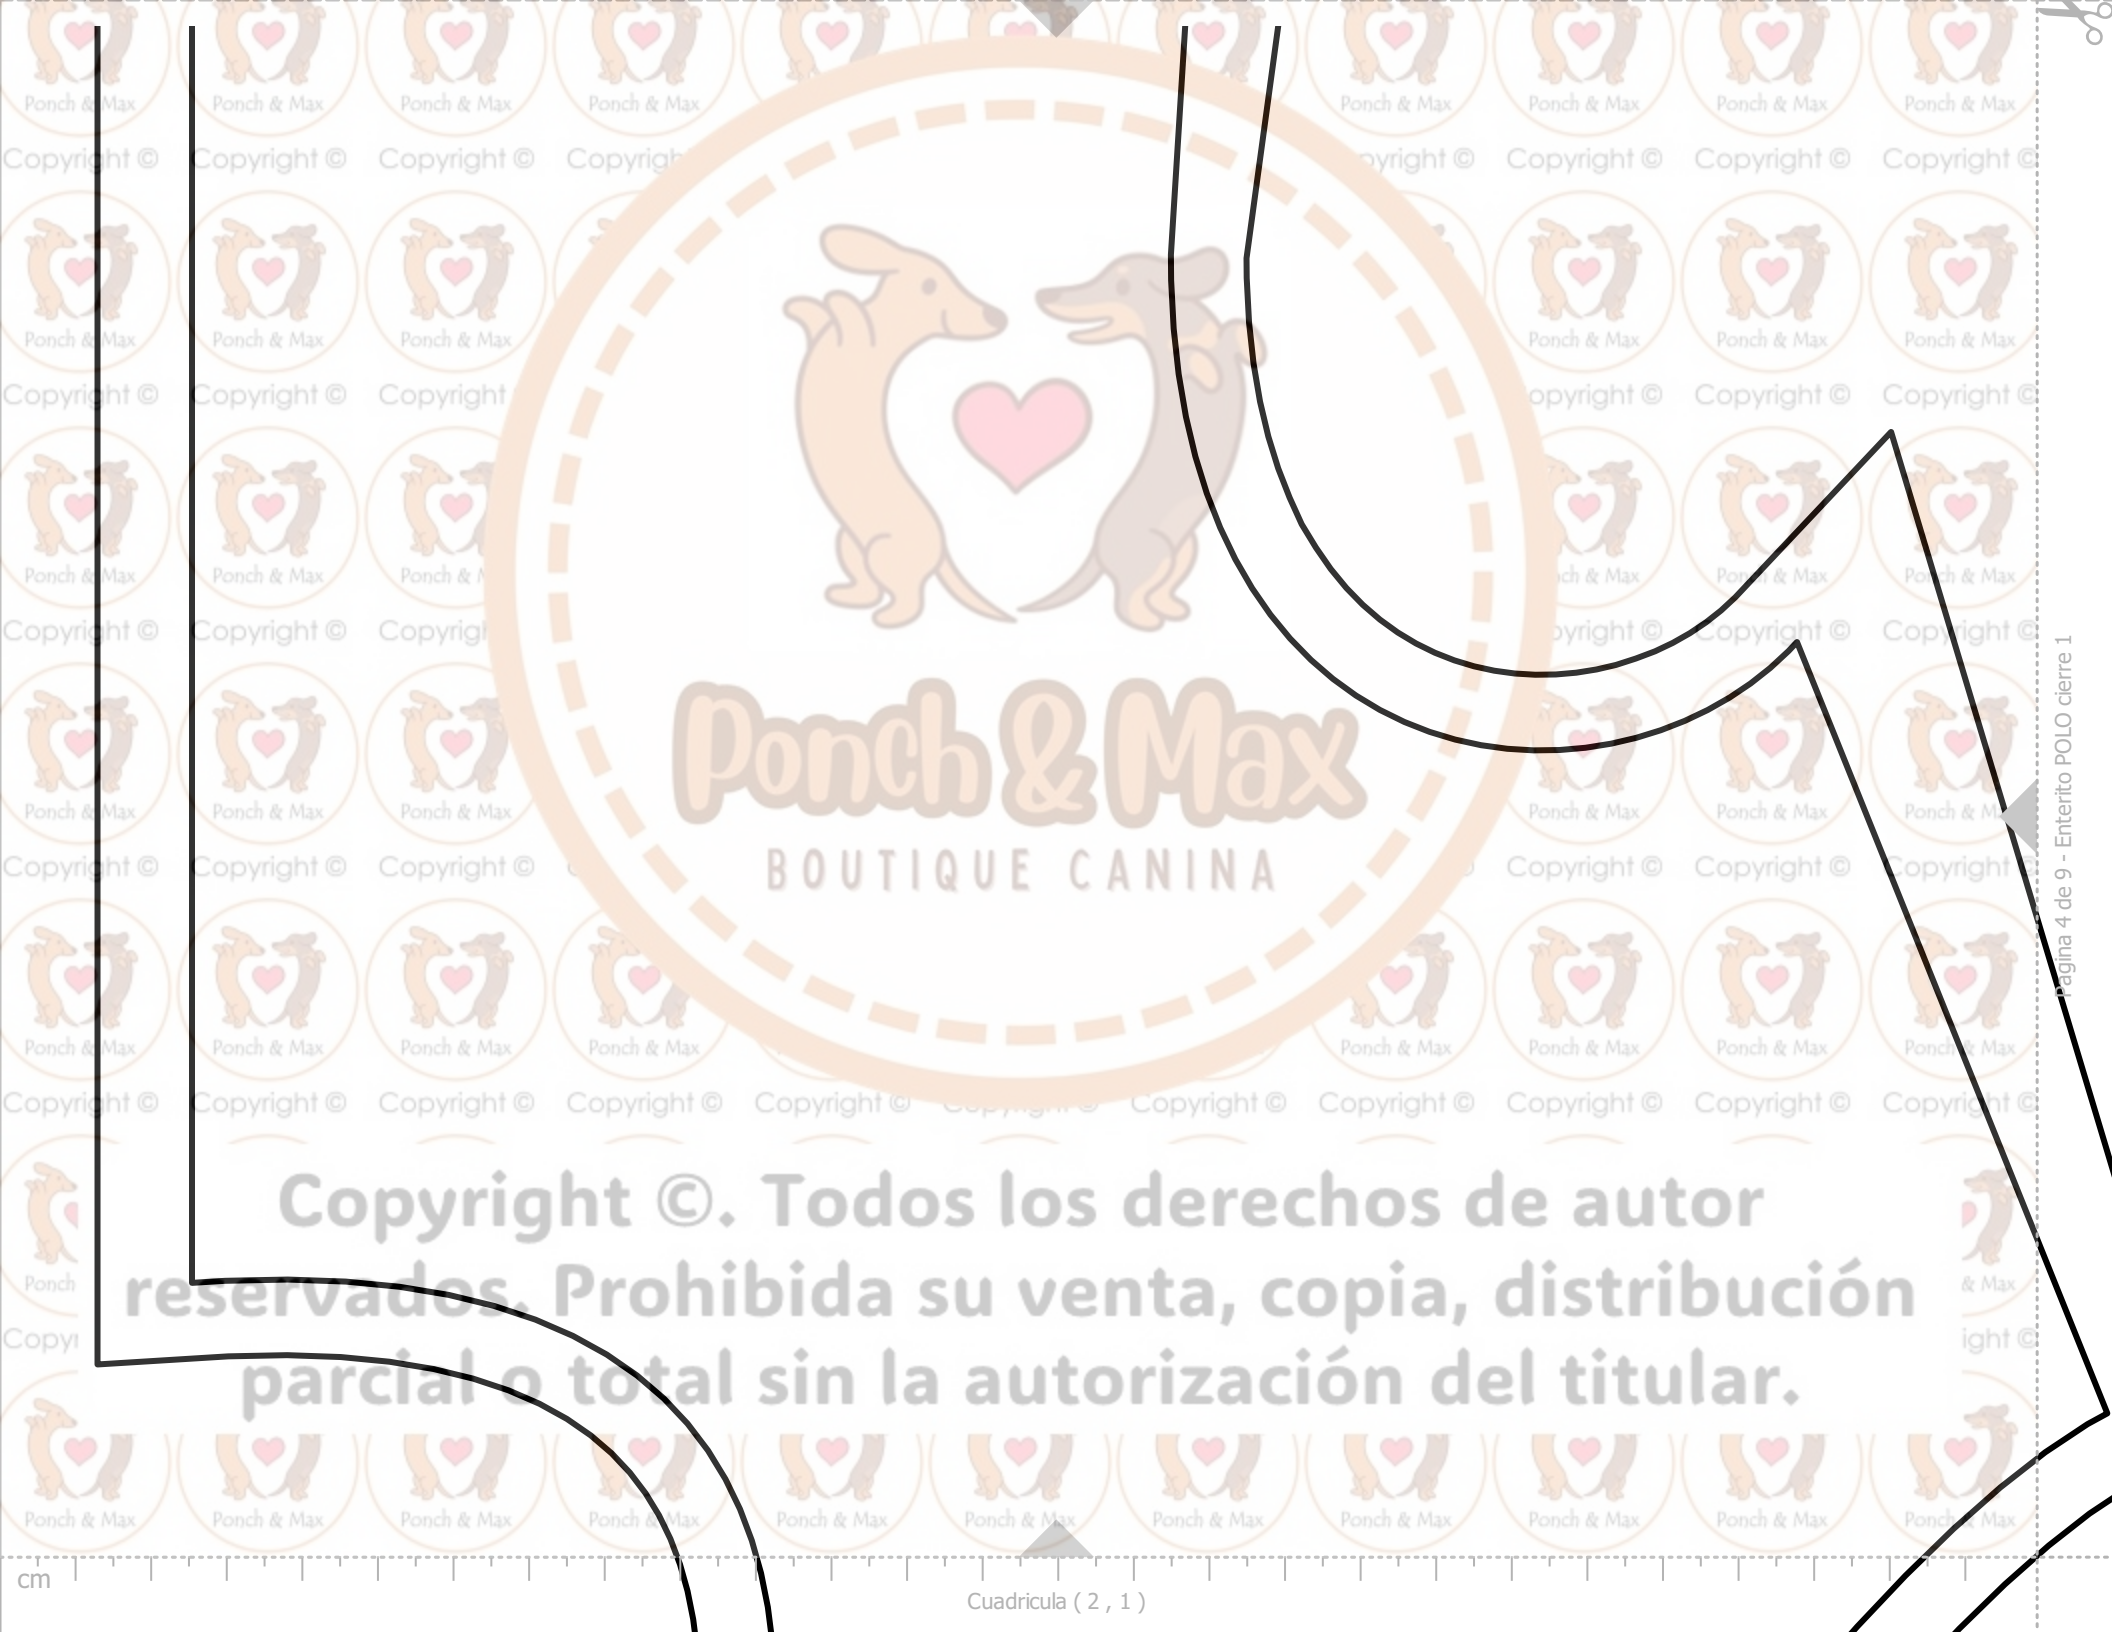 Ponch & Max
BOUTIQUE CANINA
Copyright ©. Todos los derechos de autor
reservados. Prohibida su venta, copia, distribución
parcial o total sin la autorización del titular.
Ponch & Max
Copyright ©
Página 4 de 9 - Enterito POLO cierre 1
cm
Cuadricula ( 2 , 1 )